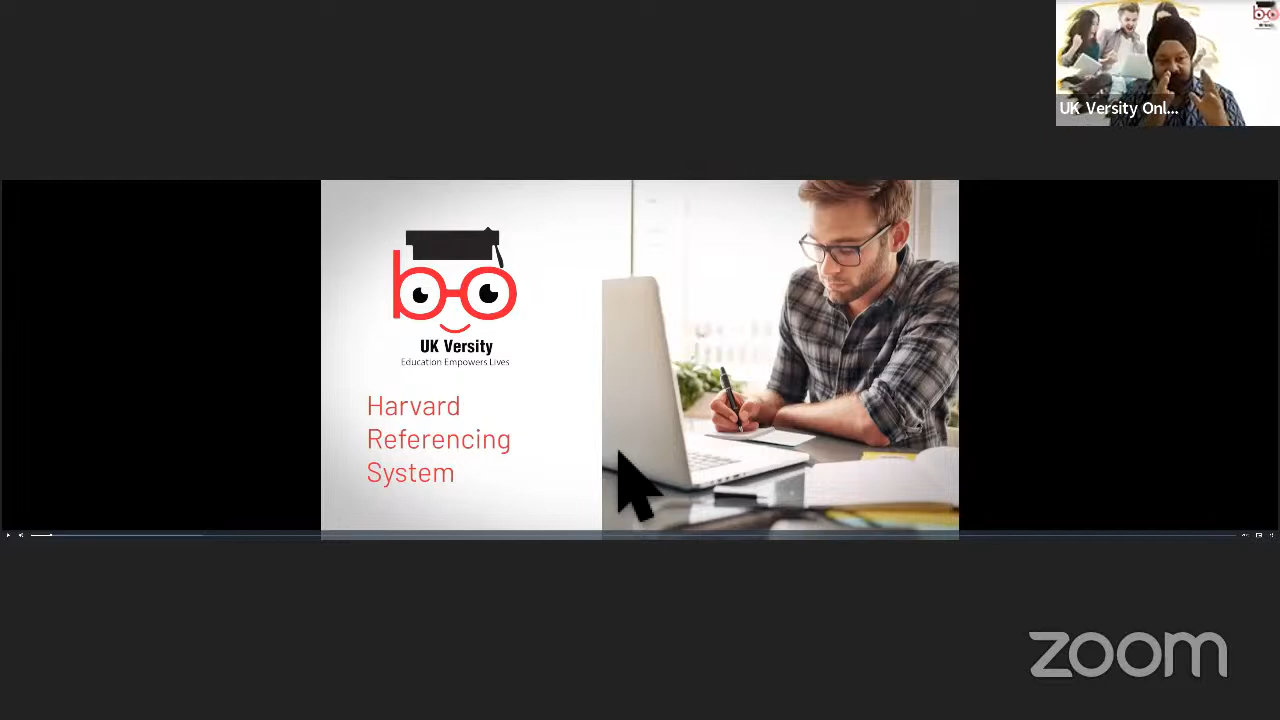 UK Versity Onl...
UK Versity
Education Empowers Lives
Harvard
Referencing
System
zoom